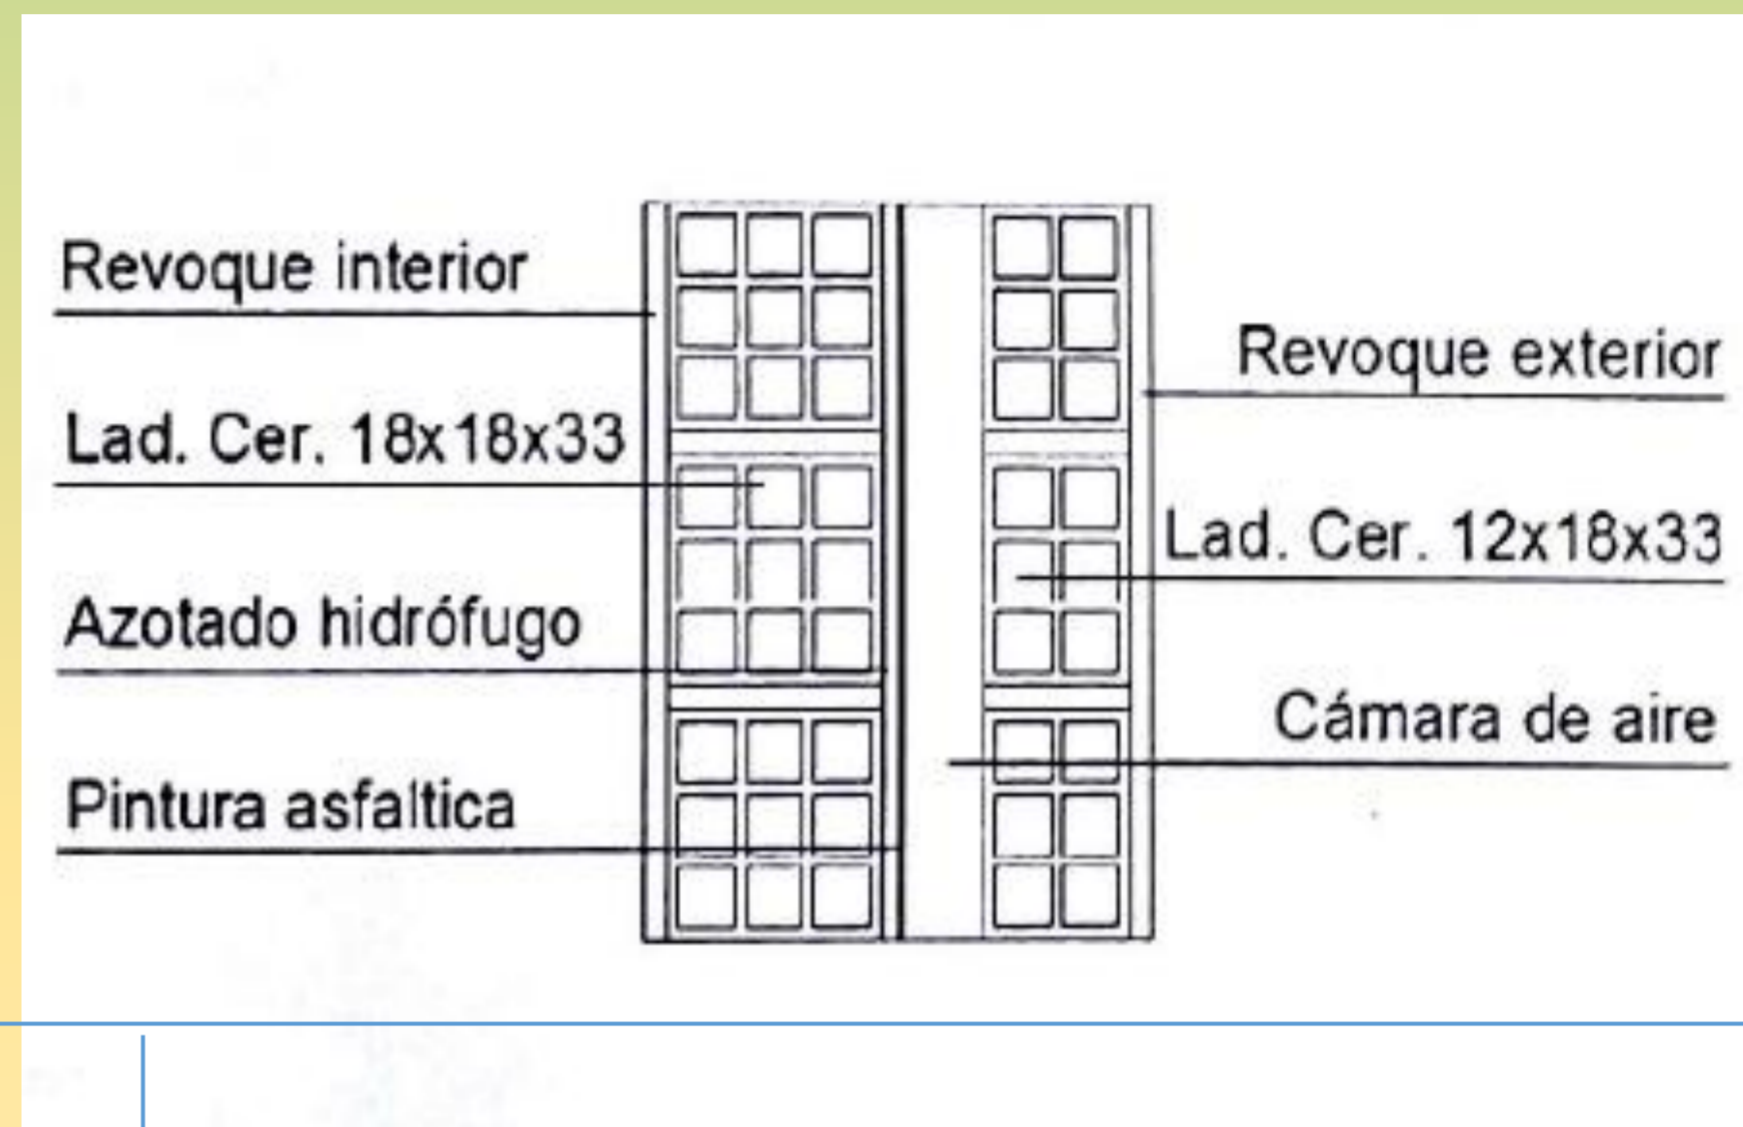 Revoque interior
Lad. Cer. 18x18x33
Azotado hidrófugo
Pintura asfaltica
Revoque exterior
Lad. Cer. 12x18x33
Cámara de aire